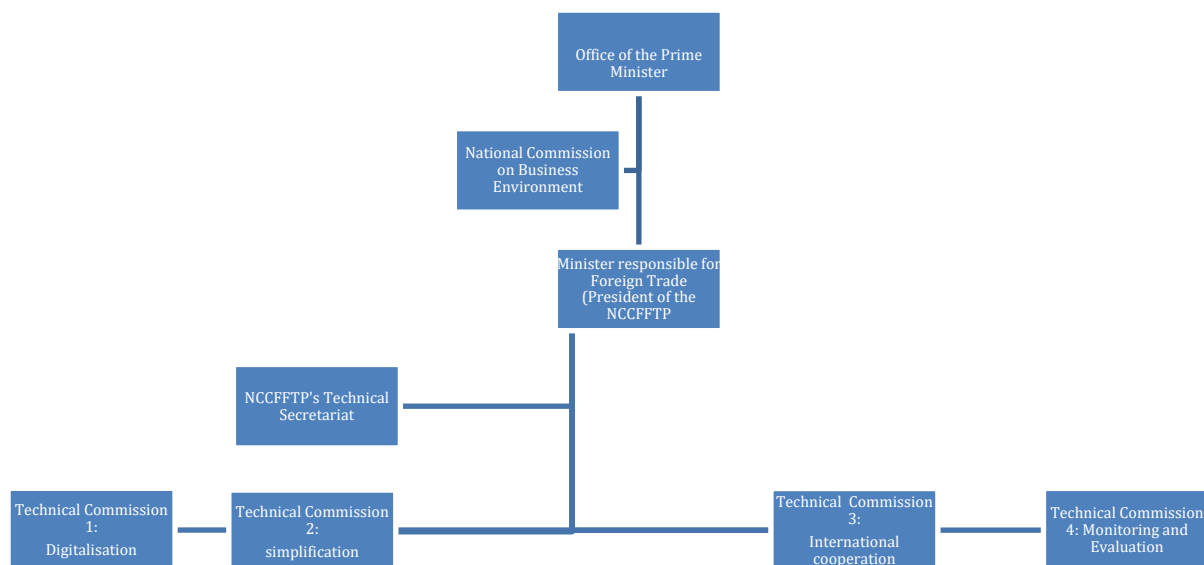 Office of the Prime
Minister
National Commission
on Business
Environment
Minister responsible for
Foreign Trade
(President of the
NCCFFTP
NCCFFTP's Technical
Secretariat
Technical Commission
1:
Digitalisation
Technical Commission
2:
simplification
Technical Commission
3:
International
cooperation
Technical Commission
4: Monitoring and
Evaluation